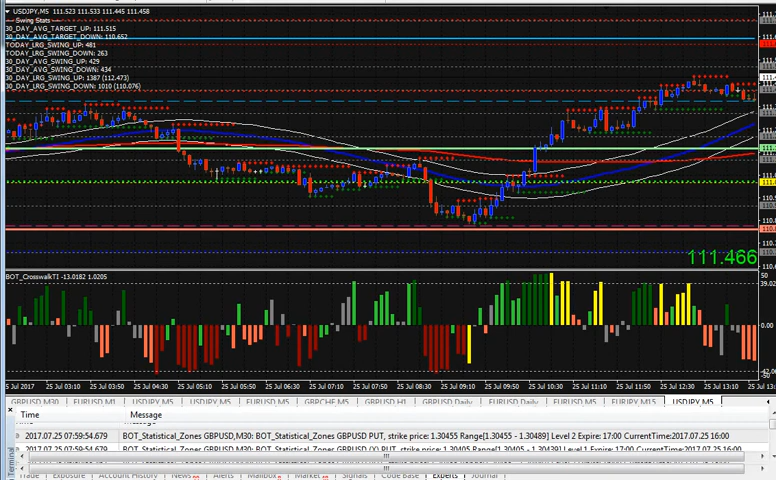 USDJPY,M5 111.523 111.533 111.445 111.458
--- Swing Stats ---
30_DAY_AVG_TARGET_UP: 111.515
30_DAY_AVG_TARGET_DOWN: 110.652
TODAY_LRG_SWING_UP: 481
TODAY_LRG_SWING_DOWN: 263
30_DAY_AVG_SWING_UP: 429
30_DAY_AVG_SWING_DOWN: 434
30_DAY_LRG_SWING_UP: 1387 (112.473)
30_DAY_LRG_SWING_DOWN: 1010 (110.076)
111.466
BOT_CrosswalkTI -13.0182 1.0205
50
39.02
0.00
-50
5 Jul 2017 25 Jul 03:10 25 Jul 03:50 25 Jul 04:30 25 Jul 05:10 25 Jul 05:50 25 Jul 06:30 25 Jul 07:10 25 Jul 07:50 25 Jul 08:30 25 Jul 09:10 25 Jul 09:50 25 Jul 10:30 25 Jul 11:10 25 Jul 11:50 25 Jul 12:30 25 Jul 13:10
GBPUSD M30 EURUSD M1 USDJPY M5 USDJPY M5 EURUSD M5 GBPCHF M5 GBPUSD H1 GBPUSD Daily EURUSD Daily EURUSD M5 EURJPY M15 USDJPY M5
Time Message
2017.07.25 07:59:54.679 BOT_Statistical_Zones GBPUSD,M30: BOT_Statistical_Zones GBPUSD PUT, strike price: 1.30455 Range[1.30455 - 1.30489] Level 2 Expire: 17:00 CurrentTime:2017.07.25 16:00
Terminal
Trade Exposure Account History News Alerts Mailbox Market Signals Code Base Experts Journal